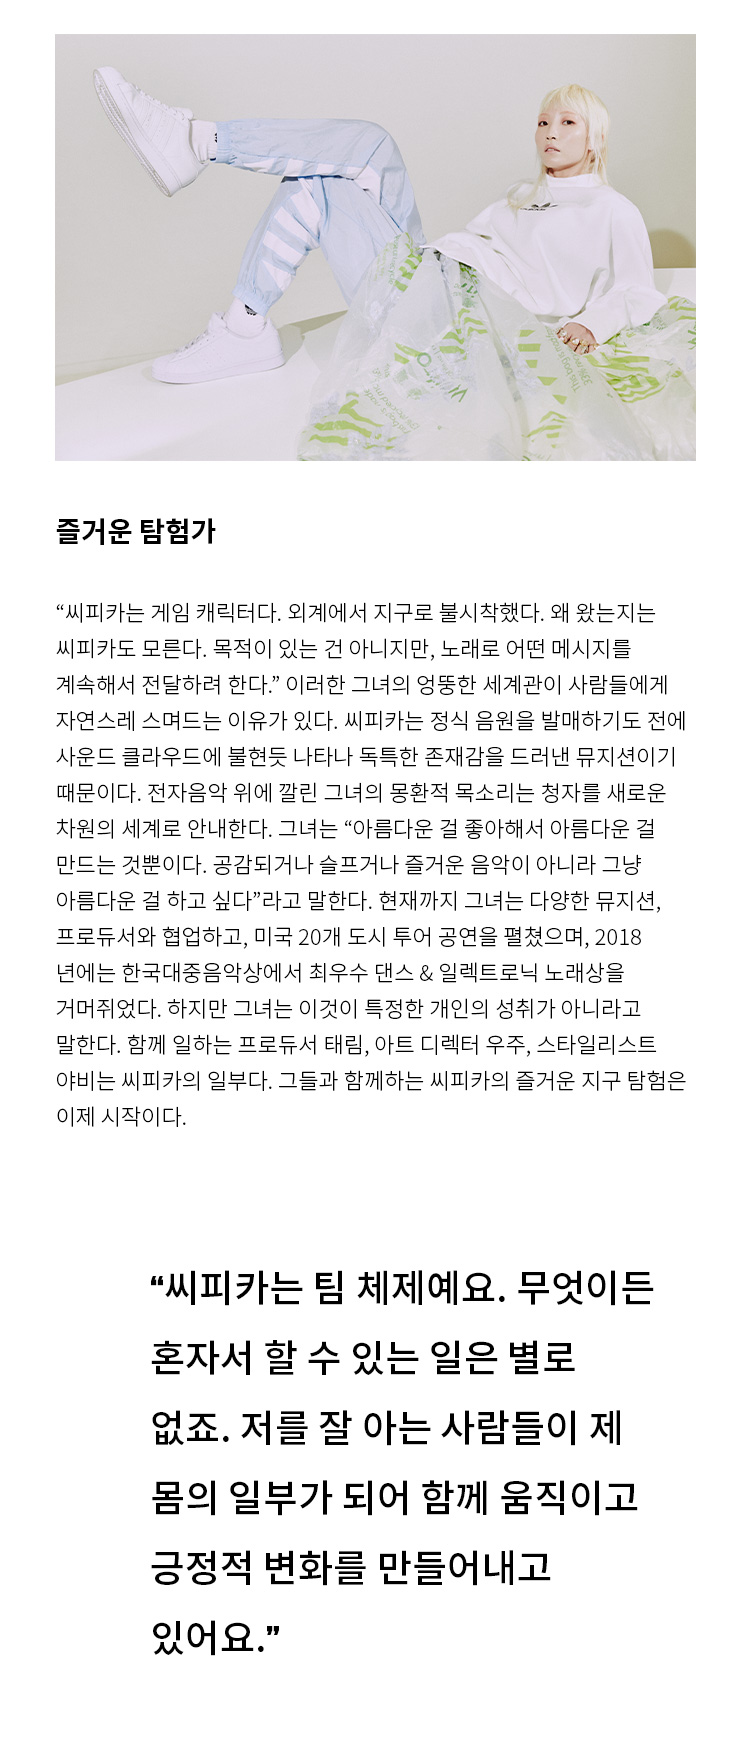 즐거운 탐험가
“씨피카는 게임 캐릭터다. 외계에서 지구로 불시착했다. 왜 왔는지는
씨피카도 모른다. 목적이 있는 건 아니지만, 노래로 어떤 메시지를
계속해서 전달하려 한다.” 이러한 그녀의 엉뚱한 세계관이 사람들에게
자연스레 스며드는 이유가 있다. 씨피카는 정식 음원을 발매하기도 전에
사운드 클라우드에 불현듯 나타나 독특한 존재감을 드러낸 뮤지션이기
때문이다. 전자음악 위에 깔린 그녀의 몽환적 목소리는 청자를 새로운
차원의 세계로 안내한다. 그녀는 “아름다운 걸 좋아해서 아름다운 걸
만드는 것뿐이다. 공감되거나 슬프거나 즐거운 음악이 아니라 그냥
아름다운 걸 하고 싶다”라고 말한다. 현재까지 그녀는 다양한 뮤지션,
프로듀서와 협업하고, 미국 20개 도시 투어 공연을 펼쳤으며, 2018
년에는 한국대중음악상에서 최우수 댄스 & 일렉트로닉 노래상을
거머쥐었다. 하지만 그녀는 이것이 특정한 개인의 성취가 아니라고
말한다. 함께 일하는 프로듀서 태림, 아트 디렉터 우주, 스타일리스트
야비는 씨피카의 일부다. 그들과 함께하는 씨피카의 즐거운 지구 탐험은
이제 시작이다.
“씨피카는 팀 체제예요. 무엇이든
혼자서 할 수 있는 일은 별로
없죠. 저를 잘 아는 사람들이 제
몸의 일부가 되어 함께 움직이고
긍정적 변화를 만들어내고
있어요.”